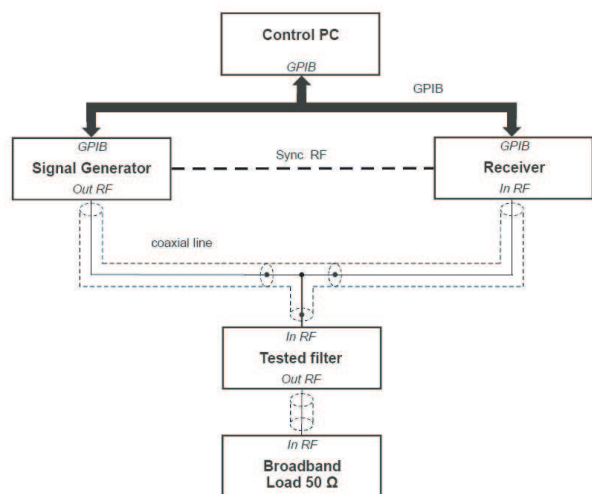 Control PC
GPIB
GPIB
GPIB
Signal Generator
Out RF
Sync. RF
GPIB
Receiver
In RF
coaxial line
In RF
Tested filter
Out RF
In RF
Broadband
Load 50 Ω